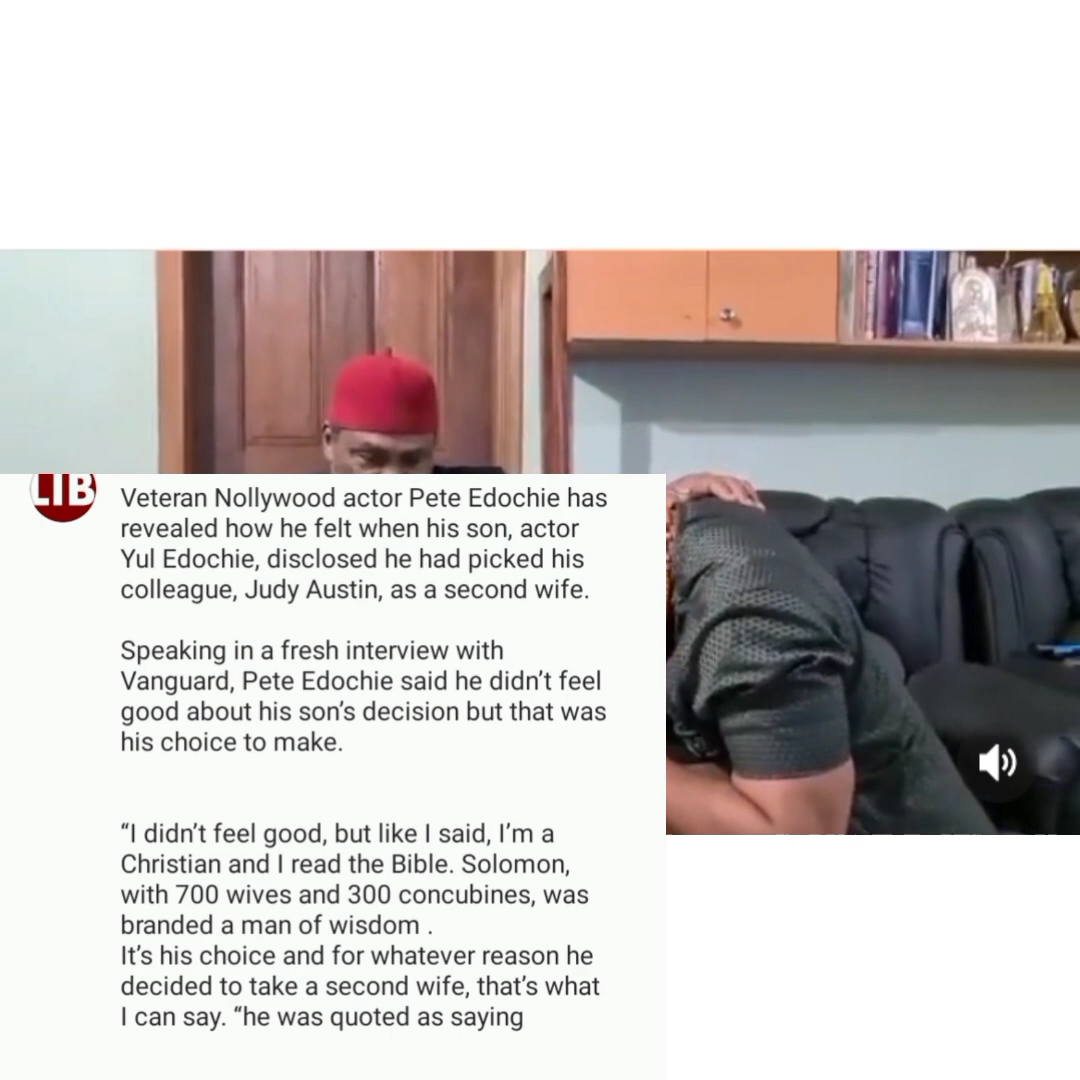 LIB
Veteran Nollywood actor Pete Edochie has
revealed how he felt when his son, actor
Yul Edochie, disclosed he had picked his
colleague, Judy Austin, as a second wife.
Speaking in a fresh interview with
Vanguard, Pete Edochie said he didn’t feel
good about his son’s decision but that was
his choice to make.
“I didn’t feel good, but like I said, I’m a
Christian and I read the Bible. Solomon,
with 700 wives and 300 concubines, was
branded a man of wisdom .
It’s his choice and for whatever reason he
decided to take a second wife, that’s what
I can say. “he was quoted as saying